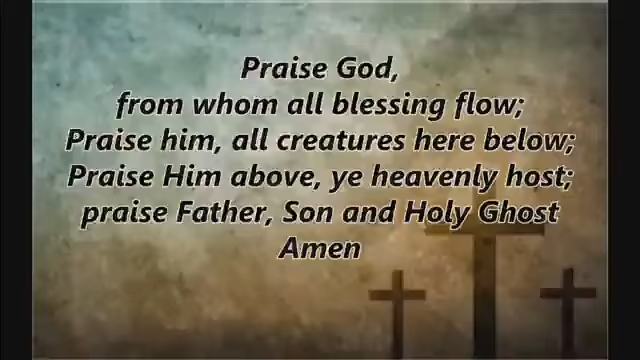 Praise God,
from whom all blessing flow;
Praise him, all creatures here below;
Praise Him above, ye heavenly host;
praise Father, Son and Holy Ghost
Amen